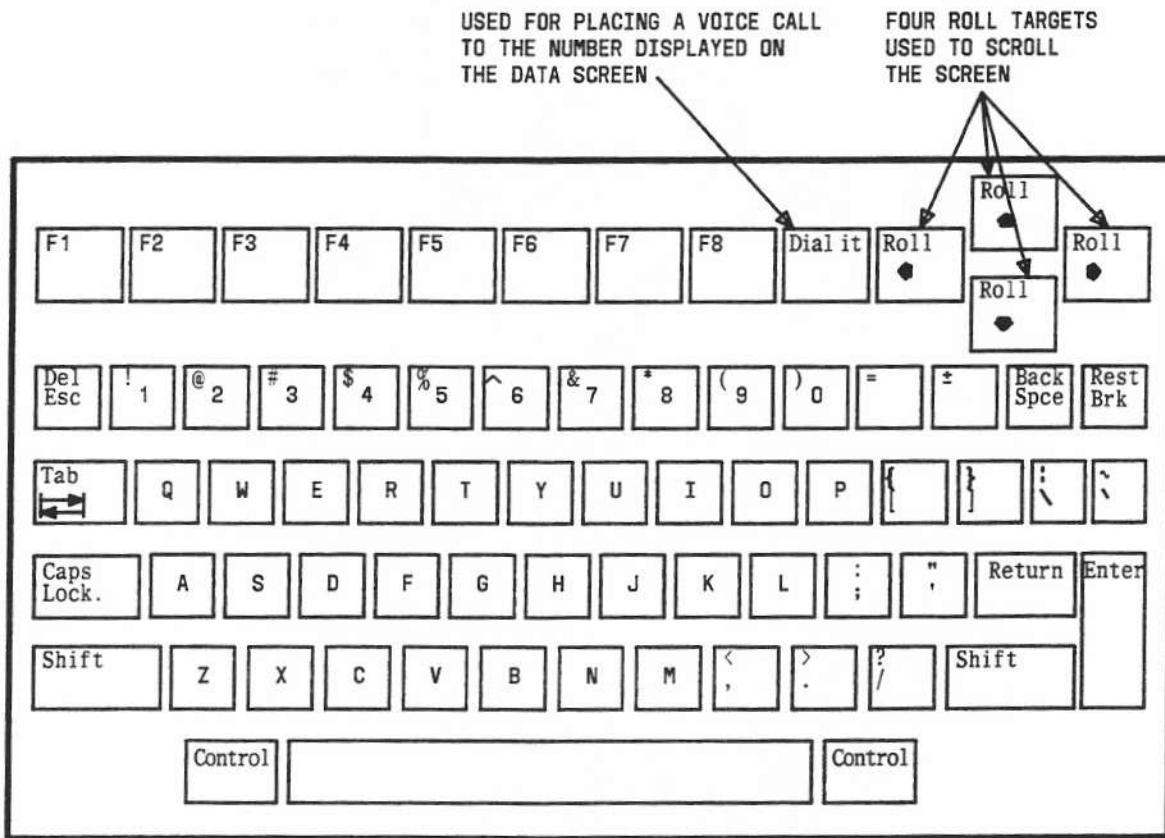 USED FOR PLACING A VOICE CALL
TO THE NUMBER DISPLAYED ON
THE DATA SCREEN
FOUR ROLL TARGETS
USED TO SCROLL
THE SCREEN
Roll
F1 F2 F3 F4 F5 F6 F7 F8 Dial it Roll Roll
Roll
Del ! @ # $ % ^ & * ( ) = ± Back Rest
Esc 1 2 3 4 5 6 7 8 9 0 Spce Brk
Tab Q W E R T Y U I O P { } ¦ ~
[ ] \ `
Caps A S D F G H J K L : " Return Enter
Lock. ; '
Shift Z X C V B N M < > ? Shift
, . /
Control Control